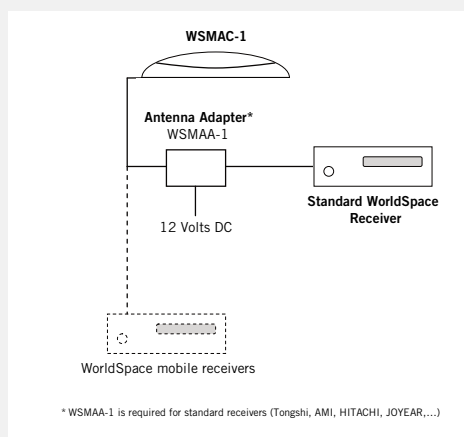 WSMAC-1
Antenna Adapter*
WSMAA-1
12 Volts DC
Standard WorldSpace
Receiver
WorldSpace mobile receivers
* WSMAA-1 is required for standard receivers (Tongshi, AMI, HITACHI, JOYEAR,...)